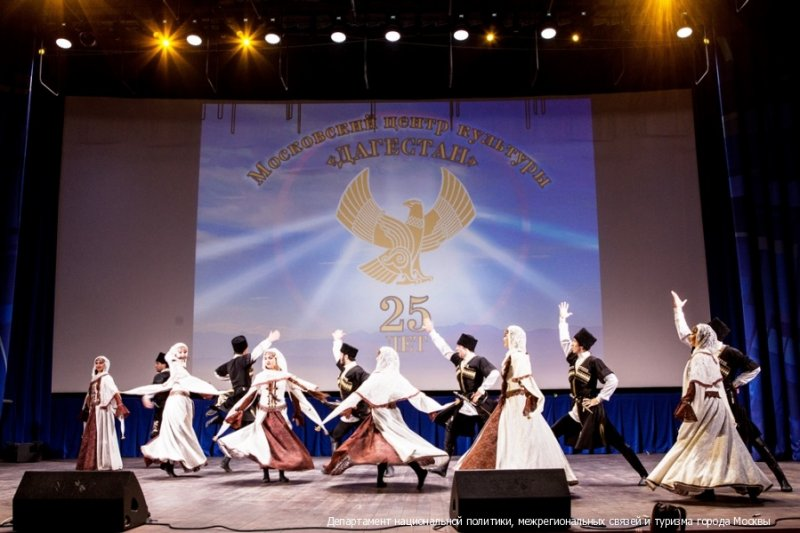 Московский центр культуры
«ДАГЕСТАН»
25
ЛЕТ
Департамент национальной политики, межрегиональных связей и туризма города Москвы